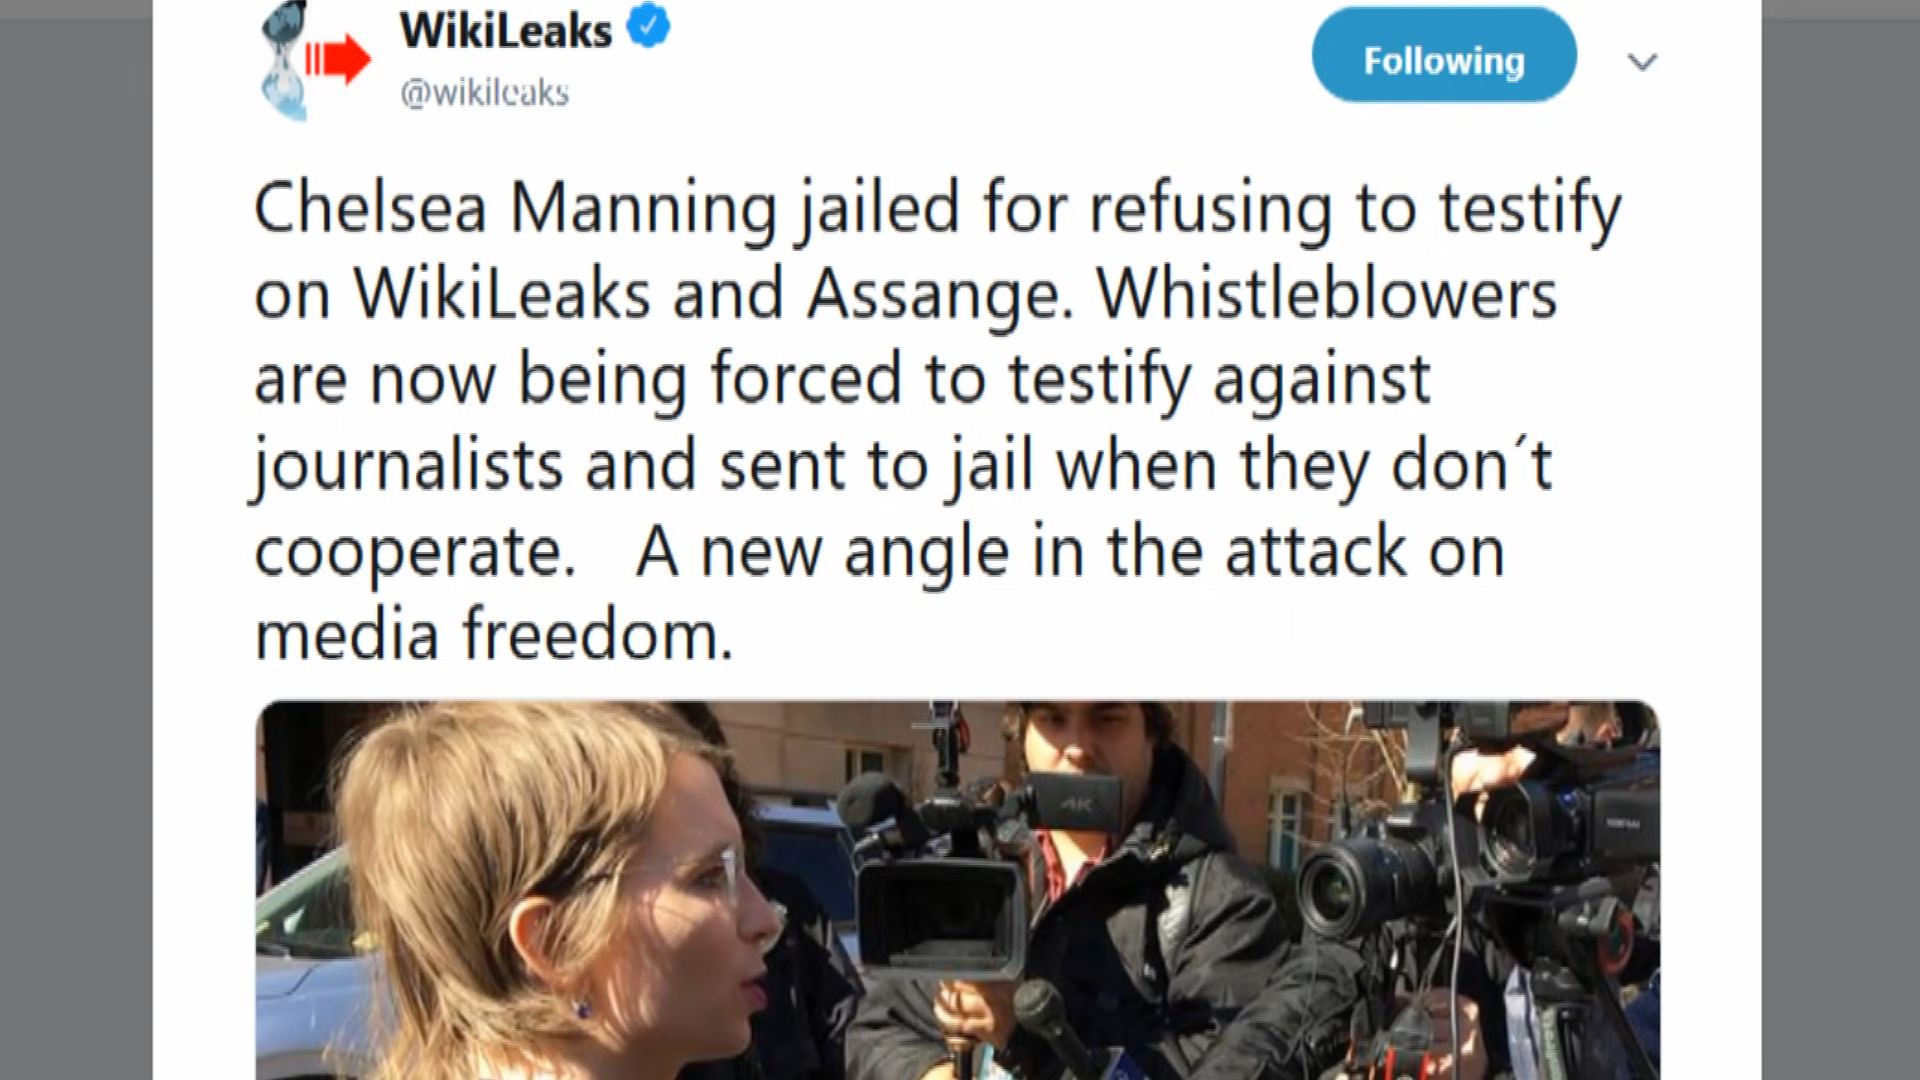 WikiLeaks
@wikileaks
Following
Chelsea Manning jailed for refusing to testify
on WikiLeaks and Assange. Whistleblowers
are now being forced to testify against
journalists and sent to jail when they don´t
cooperate.   A new angle in the attack on
media freedom.
4K